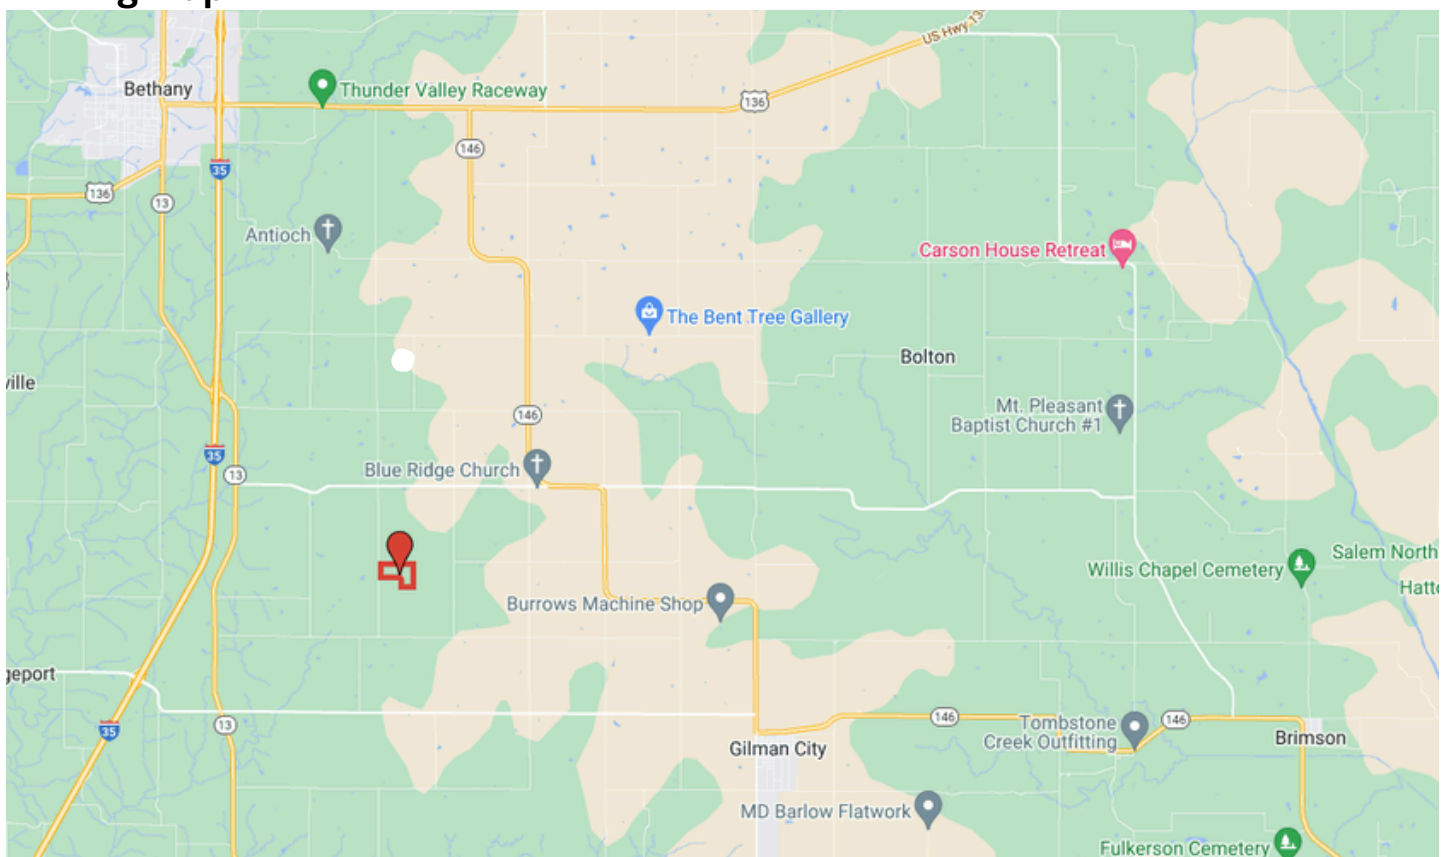 US Hwy 13
Bethany
Thunder Valley Raceway
136
146
35
136
13
Antioch
Carson House Retreat
The Bent Tree Gallery
Bolton
ville
Mt. Pleasant
Baptist Church #1
146
35
13
Blue Ridge Church
Salem North
Willis Chapel Cemetery
Hatt
Burrows Machine Shop
geport
146
146
13
35
Tombstone
Creek Outfitting
Brimson
Gilman City
MD Barlow Flatwork
Fulkerson Cemetery